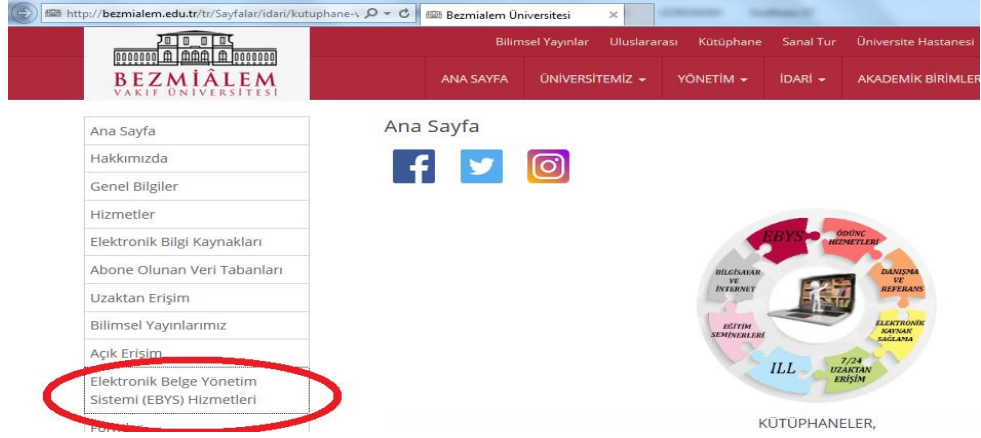 http://bezmialem.edu.tr/tr/Sayfalar/idari/kutuphane-v
Bezmialem Üniversitesi
Bilimsel Yayınlar Uluslararası Kütüphane Sanal Tur Üniversite Hastanesi
BEZMİÂLEM
VAKIF ÜNİVERSİTESİ
ANA SAYFA ÜNİVERSİTEMİZ YÖNETİM İDARİ AKADEMİK BİRİMLER
Ana Sayfa
Hakkımızda
Genel Bilgiler
Hizmetler
Elektronik Bilgi Kaynakları
Abone Olunan Veri Tabanları
Uzaktan Erişim
Bilimsel Yayınlarımız
Açık Erişim
Elektronik Belge Yönetim
Sistemi (EBYS) Hizmetleri
Ana Sayfa
EBYS
ÖDÜNÇ
HİZMETLERİ
DANIŞMA
VE
REFERANS
ELEKTRONİK
KAYNAK
SAĞLAMA
7/24
UZAKTAN
ERİŞİM
ILL
EĞİTİM
SEMİNERLERİ
BİLGİSAYAR
VE
İNTERNET
KÜTÜPHANELER,